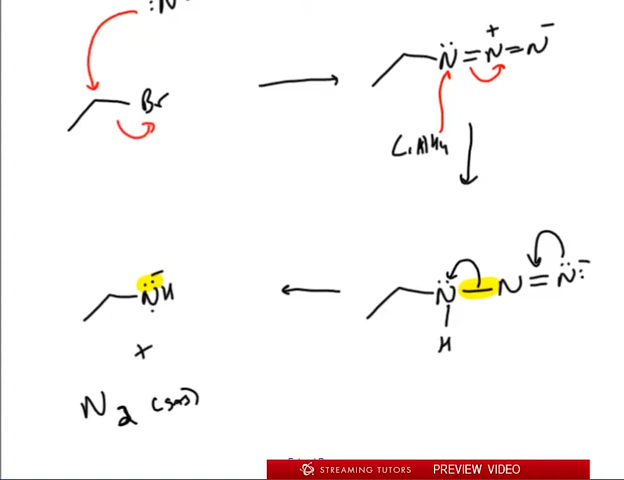 :N
Br
N=N=N
+
-
LiAlH4
NH
-
N-N=N:
-
H
+
N2 (gas)
STREAMING TUTORS PREVIEW VIDEO